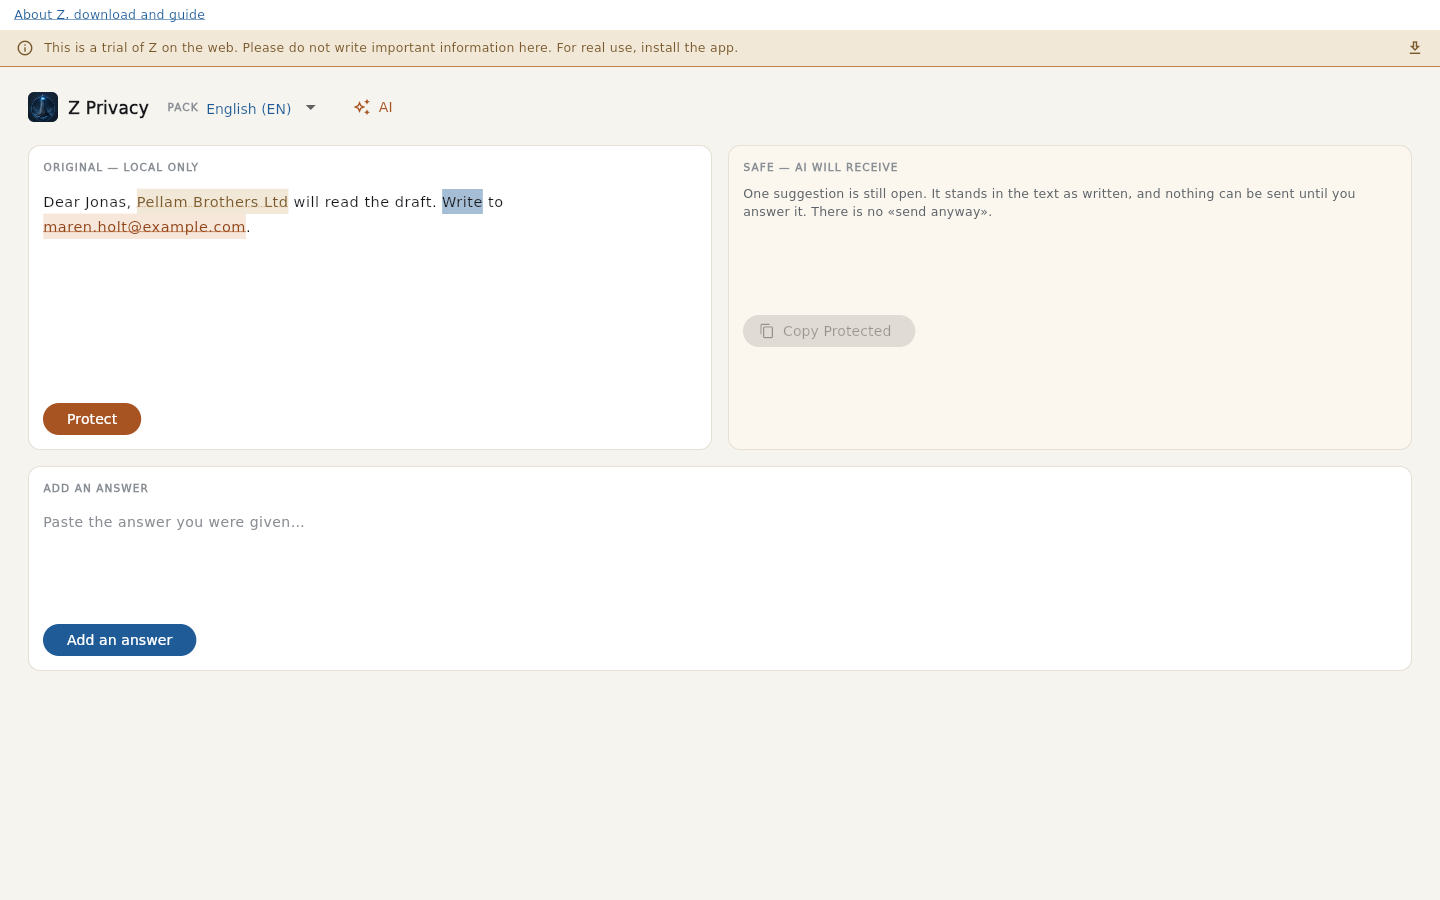 About Z, download and guide
This is a trial of Z on the web. Please do not write important information here. For real use, install the app.
Z Privacy PACK English (EN) AI
ORIGINAL — LOCAL ONLY
Dear Jonas, Pellam Brothers Ltd will read the draft. Write to
maren.holt@example.com.
Protect
SAFE — AI WILL RECEIVE
One suggestion is still open. It stands in the text as written, and nothing can be sent until you
answer it. There is no «send anyway».
Copy Protected
ADD AN ANSWER
Paste the answer you were given…
Add an answer